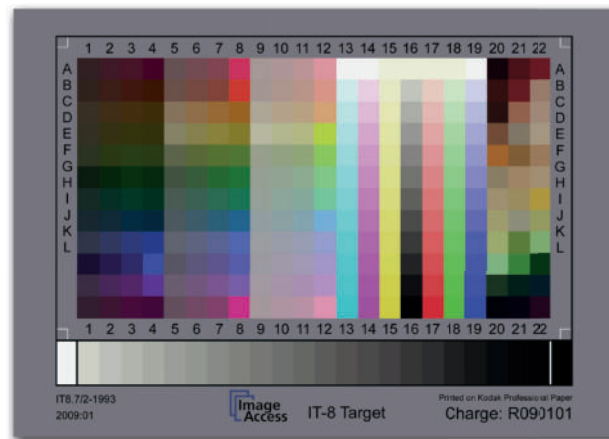 1 2 3 4 5 6 7 8 9 10 11 12 13 14 15 16 17 18 19 20 21 22
A A
B B
C C
D D
E E
F F
G G
H H
I I
J J
K K
L L
1 2 3 4 5 6 7 8 9 10 11 12 13 14 15 16 17 18 19 20 21 22
IT8.7/2-1993
Printed on Kodak Professional Paper
2009:01
Image
Access
IT-8 Target
Charge: R090101